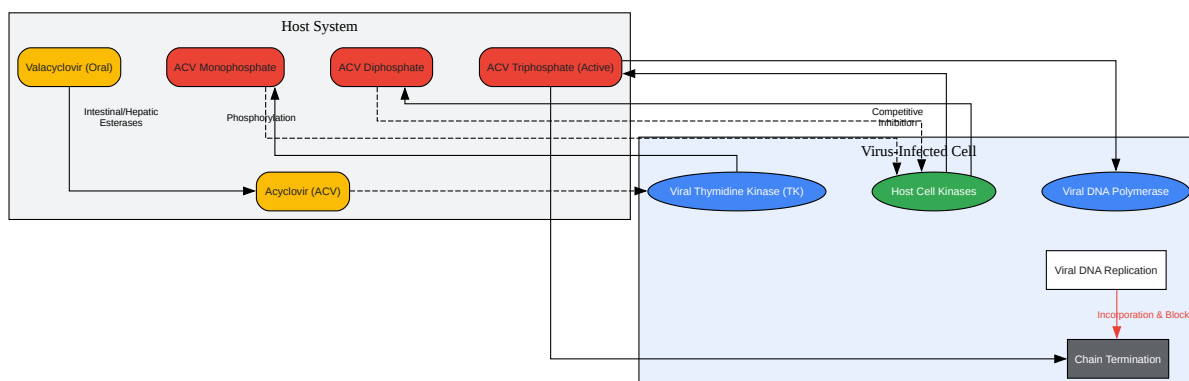 Host System
Valacyclovir (Oral)
ACV Monophosphate
ACV Diphosphate
ACV Triphosphate (Active)
Intestinal/Hepatic
Esterases
Phosphorylation
Competitive
Inhibition
Virus-Infected Cell
Acyclovir (ACV)
Viral Thymidine Kinase (TK)
Host Cell Kinases
Viral DNA Polymerase
Viral DNA Replication
Incorporation & Block
Chain Termination